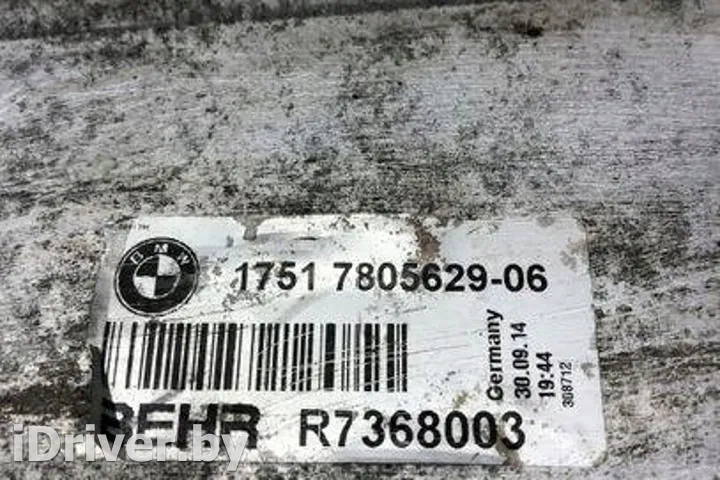 BMW
1751 7805629-06
Germany
30.09.14
19:44
308712
BEHR R7368003
iDriver.by